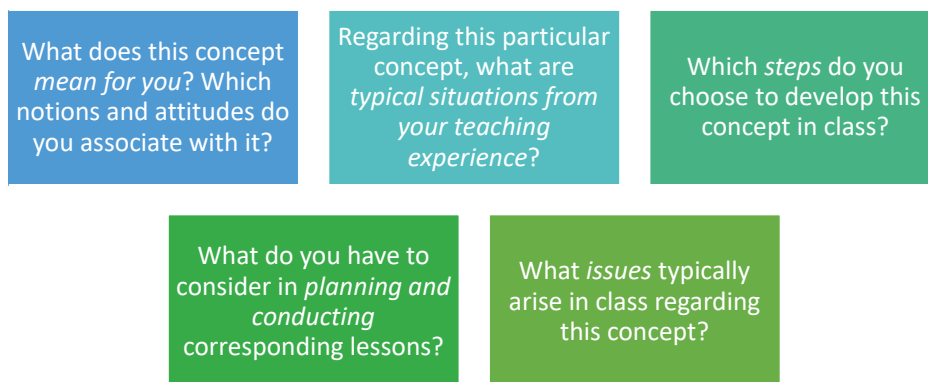 What does this concept
mean for you? Which
notions and attitudes do
you associate with it?
Regarding this particular
concept, what are
typical situations from
your teaching
experience?
Which steps do you
choose to develop this
concept in class?
What do you have to
consider in planning and
conducting
corresponding lessons?
What issues typically
arise in class regarding
this concept?